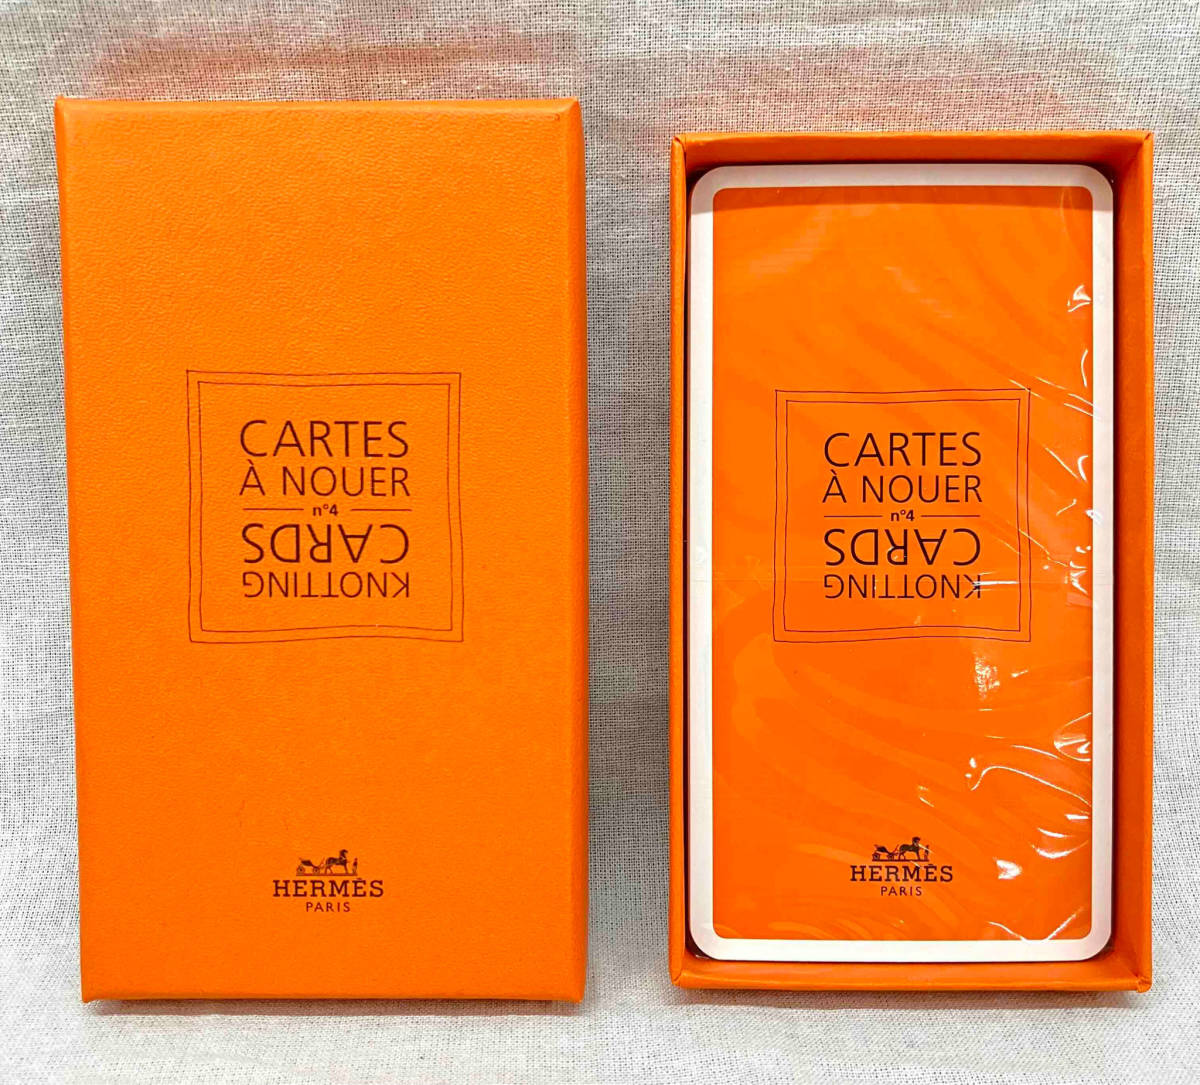 CARTES
À NOUER
n°4
KNOTTING
CARDS
HERMÈS
PARIS
CARTES
À NOUER
n°4
KNOTTING
CARDS
HERMÈS
PARIS